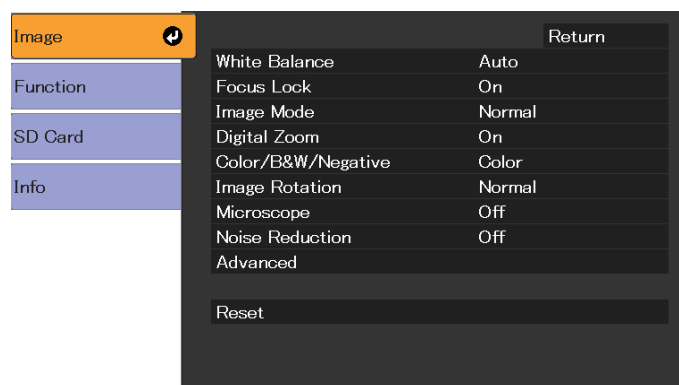 Image
Function
SD Card
Info
Return
White Balance Auto
Focus Lock On
Image Mode Normal
Digital Zoom On
Color/B&W/Negative Color
Image Rotation Normal
Microscope Off
Noise Reduction Off
Advanced
Reset